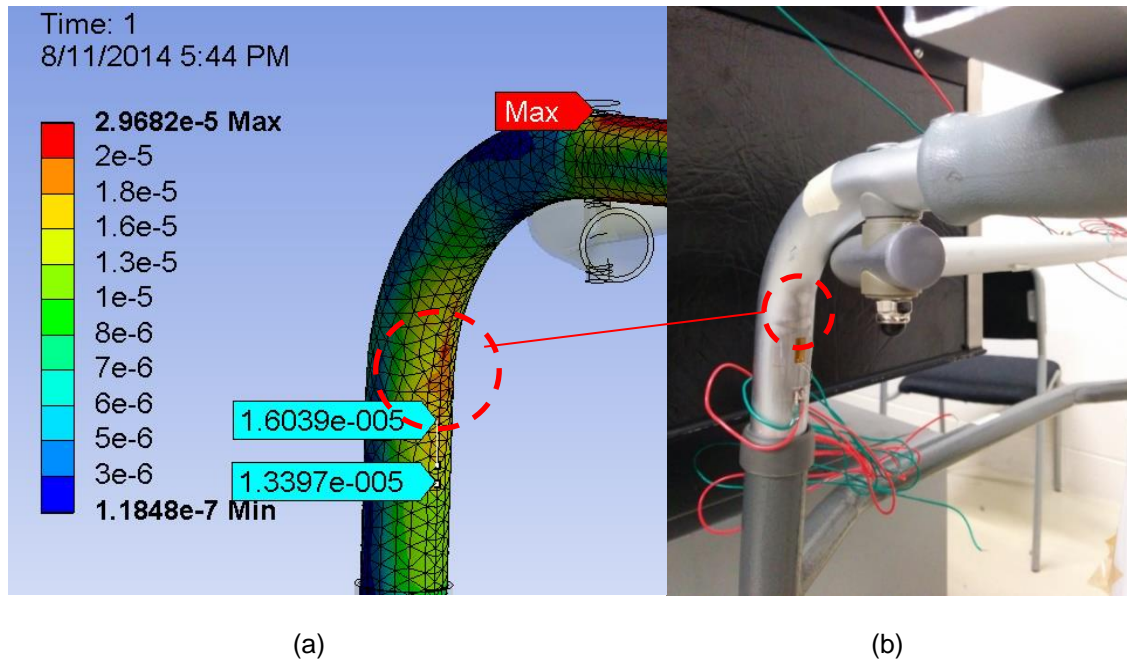 Time: 1
8/11/2014 5:44 PM
Max
2.9682e-5 Max
2e-5
1.8e-5
1.6e-5
1.3e-5
1e-5
8e-6
7e-6
6e-6
5e-6
3e-6
1.1848e-7 Min
1.6039e-005
1.3397e-005
(a)
(b)